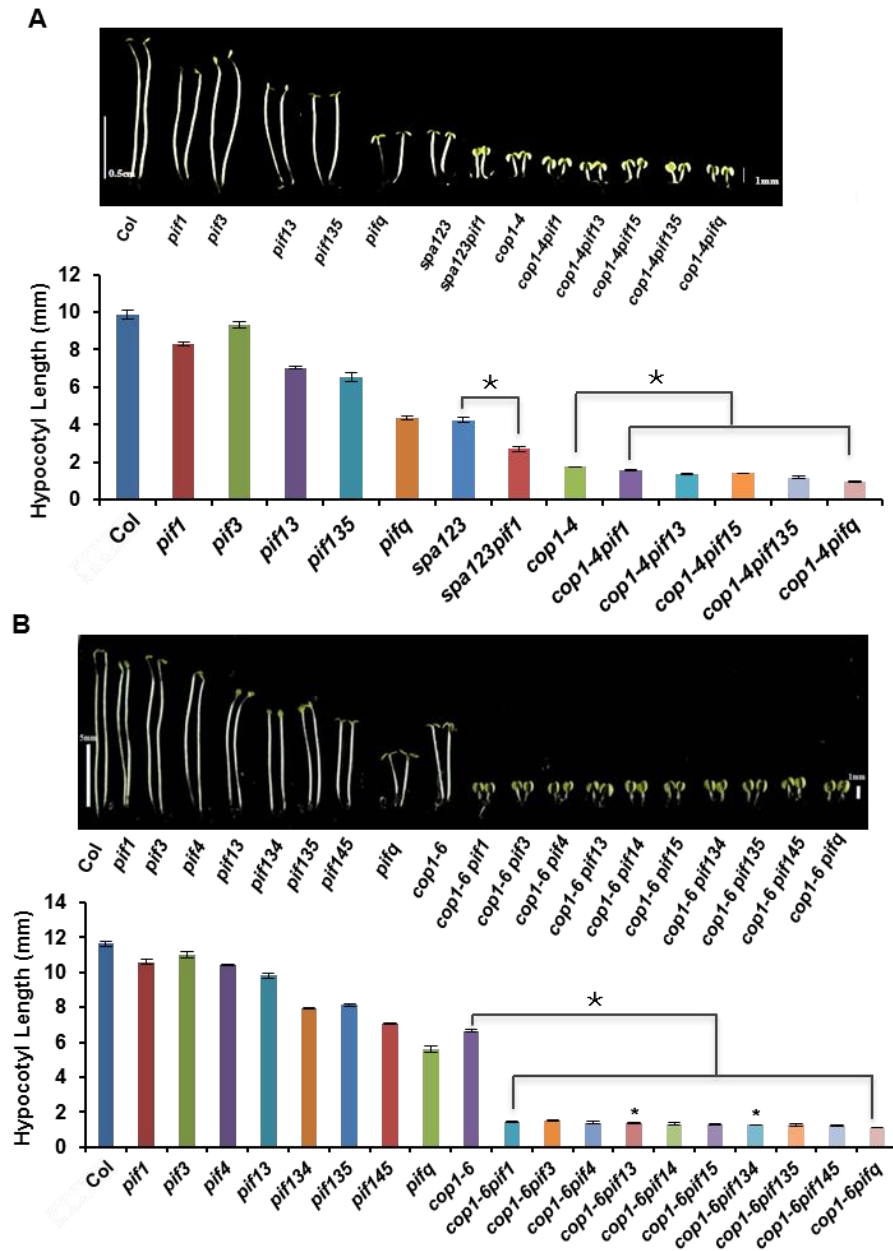 A
0.5cm
1mm
Col
pif1
pif3
pif13
pif135
pifq
spa123
spa123pif1
cop1-4
cop1-4pif1
cop1-4pif13
cop1-4pif15
cop1-4pif135
cop1-4pifq
Hypocotyl Length (mm)
12
10
8
6
4
2
0
*
*
Col
pif1
pif3
pif13
pif135
pifq
spa123
spa123pif1
cop1-4
cop1-4pif1
cop1-4pif13
cop1-4pif15
cop1-4pif135
cop1-4pifq
B
5mm
1mm
Col
pif1
pif3
pif4
pif13
pif134
pif135
pif145
pifq
cop1-6
cop1-6 pif1
cop1-6 pif3
cop1-6 pif4
cop1-6 pif13
cop1-6 pif14
cop1-6 pif15
cop1-6 pif134
cop1-6 pif135
cop1-6 pif145
cop1-6 pifq
Hypocotyl Length (mm)
14
12
10
8
6
4
2
0
*
*
*
Col
pif1
pif3
pif4
pif13
pif134
pif135
pif145
pifq
cop1-6
cop1-6pif1
cop1-6pif3
cop1-6pif4
cop1-6pif13
cop1-6pif14
cop1-6pif15
cop1-6pif134
cop1-6pif135
cop1-6pif145
cop1-6pifq